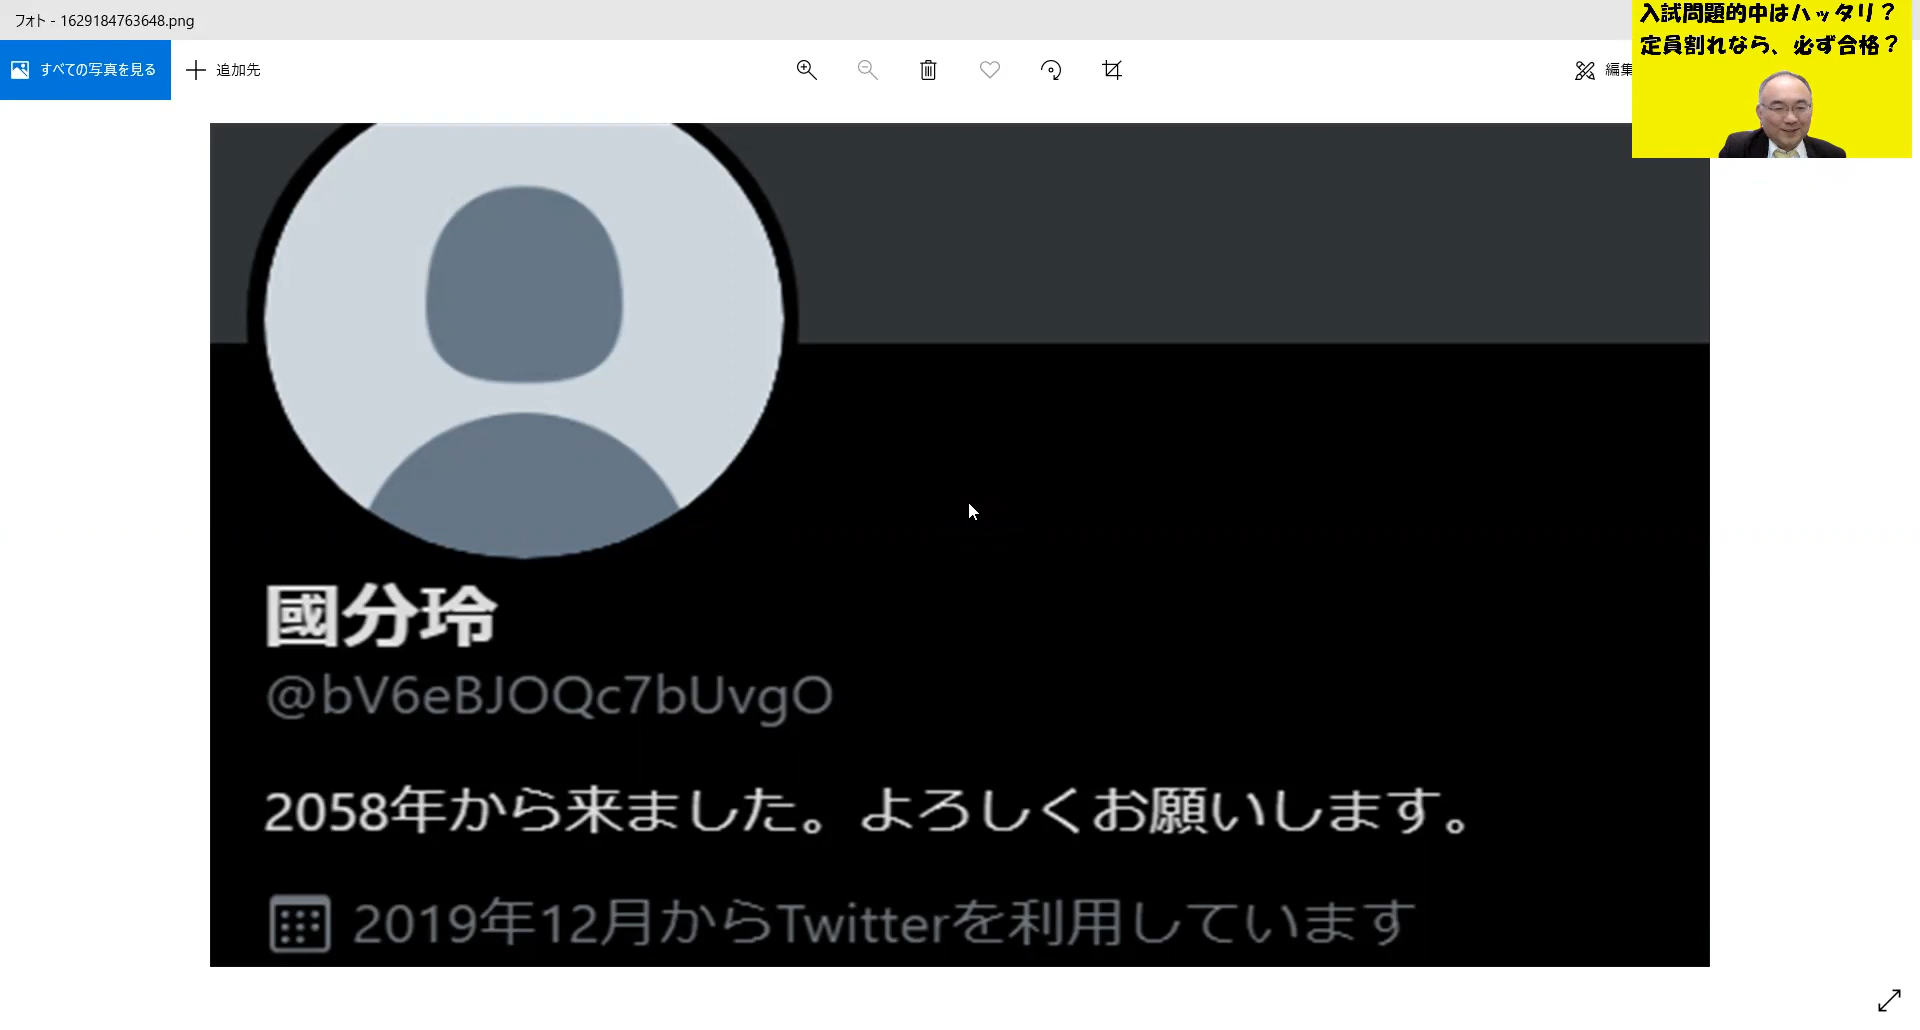 フォト - 1629184763648.png
入試問題的中はハッタリ？
定員割れなら、必ず合格？
すべての写真を見る
追加先
編集
國分玲
@bV6eBJOQc7bUvgO
2058年から来ました。よろしくお願いします。
2019年12月からTwitterを利用しています